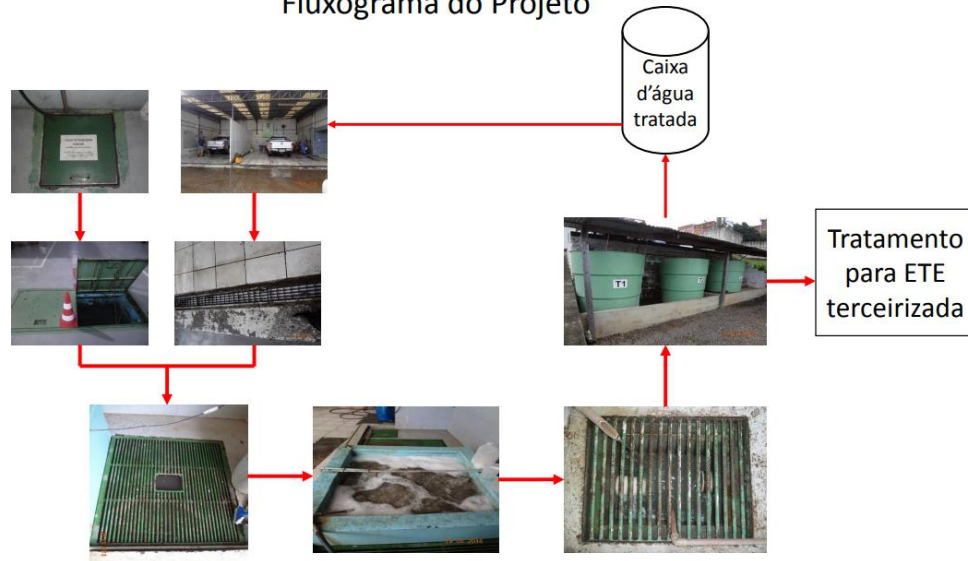 Fluxograma do Projeto
Caixa
d'água
tratada
T1
Tratamento
para ETE
terceirizada